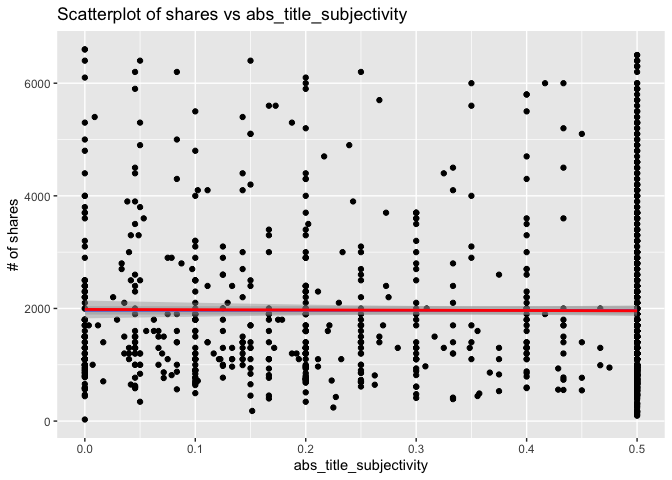 Scatterplot of shares vs abs_title_subjectivity
# of shares
6000
4000
2000
0
0.0 0.1 0.2 0.3 0.4 0.5
abs_title_subjectivity